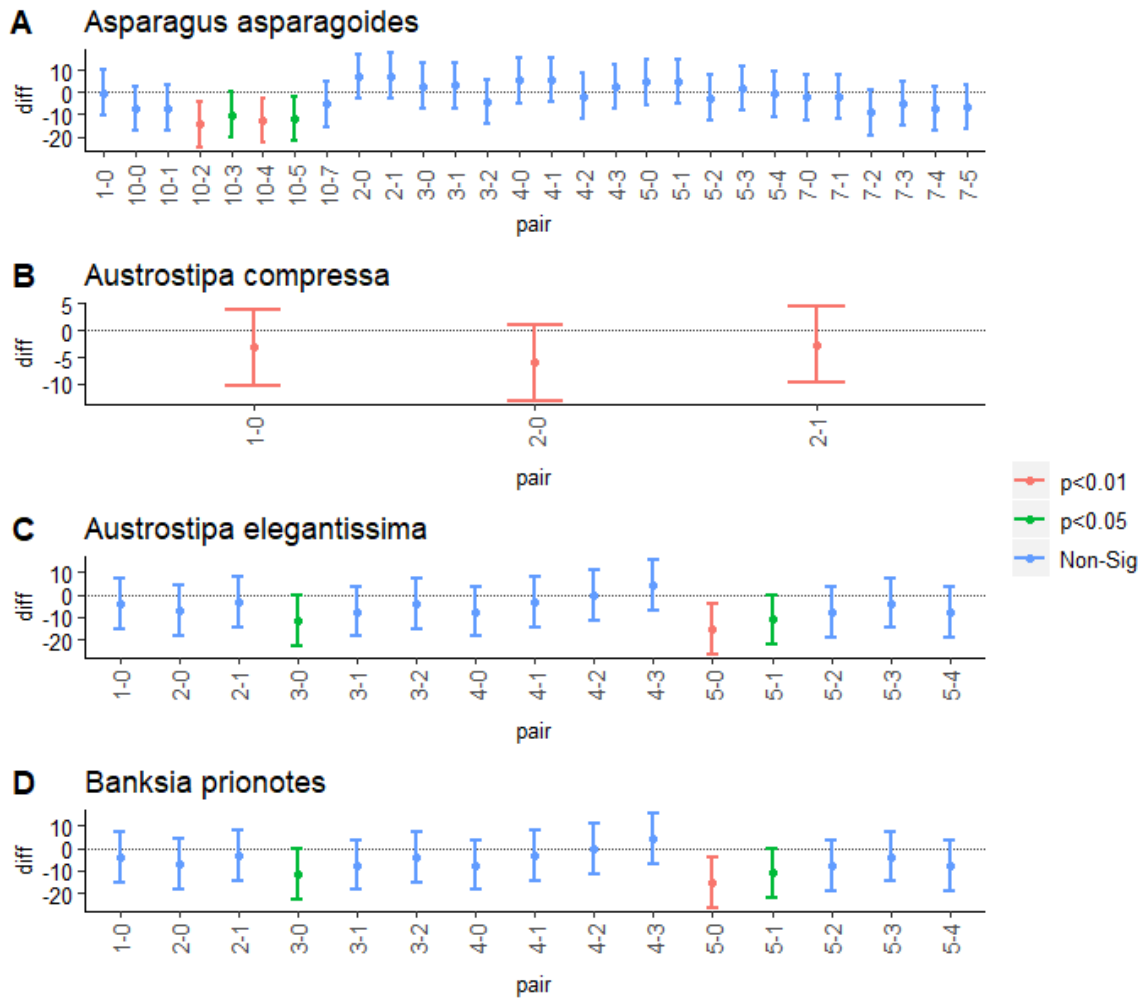 A Asparagus asparagoides
diff
10
0
-10
-20
1-0 10-0 10-1 10-2 10-3 10-4 10-5 10-7 2-0 2-1 3-0 3-1 3-2 4-0 4-1 4-2 4-3 5-0 5-1 5-2 5-3 5-4 7-0 7-1 7-2 7-3 7-4 7-5
pair
B Austrostipa compressa
diff
5
0
-5
-10
1-0 2-0 2-1
pair
p<0.01
p<0.05
Non-Sig
C Austrostipa elegantissima
diff
10
0
-10
-20
1-0 2-0 2-1 3-0 3-1 3-2 4-0 4-1 4-2 4-3 5-0 5-1 5-2 5-3 5-4
pair
D Banksia prionotes
diff
10
0
-10
-20
1-0 2-0 2-1 3-0 3-1 3-2 4-0 4-1 4-2 4-3 5-0 5-1 5-2 5-3 5-4
pair